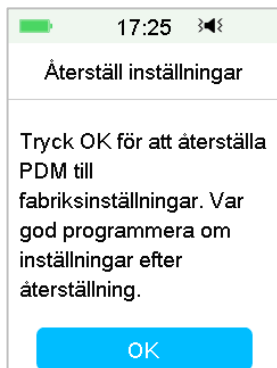 17:25
Återställ inställningar
Tryck OK för att återställa
PDM till
fabriksinställningar. Var
god programmera om
inställningar efter
återställning.
OK